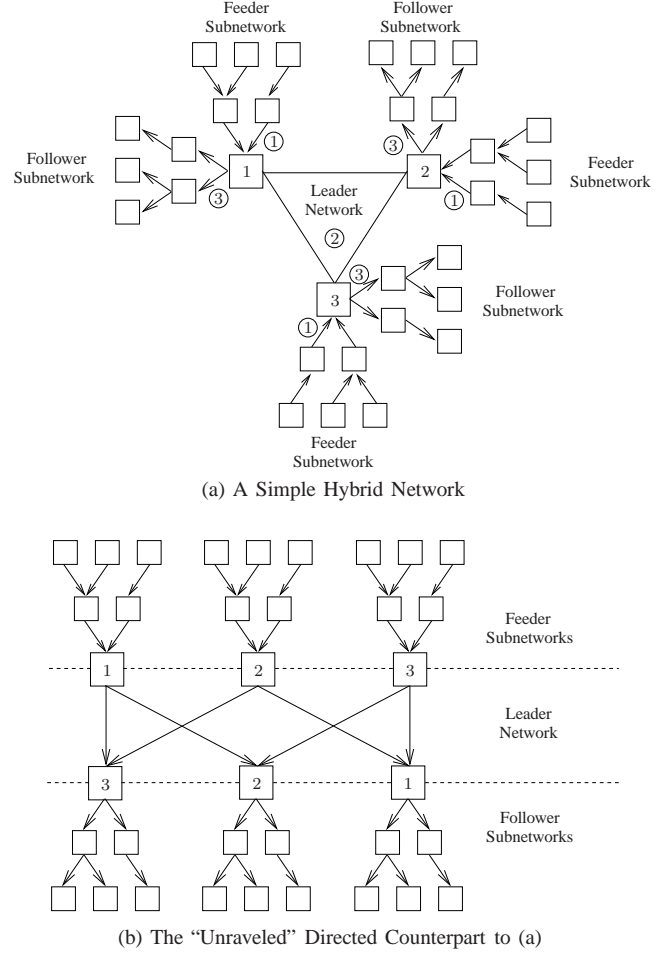 Feeder
Subnetwork
Follower
Subnetwork
1
3
Follower
Subnetwork
1
3
2
Feeder
Subnetwork
1
Leader
Network
2
3
3
Follower
Subnetwork
1
Feeder
Subnetwork
(a) A Simple Hybrid Network
Feeder
Subnetworks
1
2
3
Leader
Network
3
2
1
Follower
Subnetworks
(b) The “Unraveled” Directed Counterpart to (a)